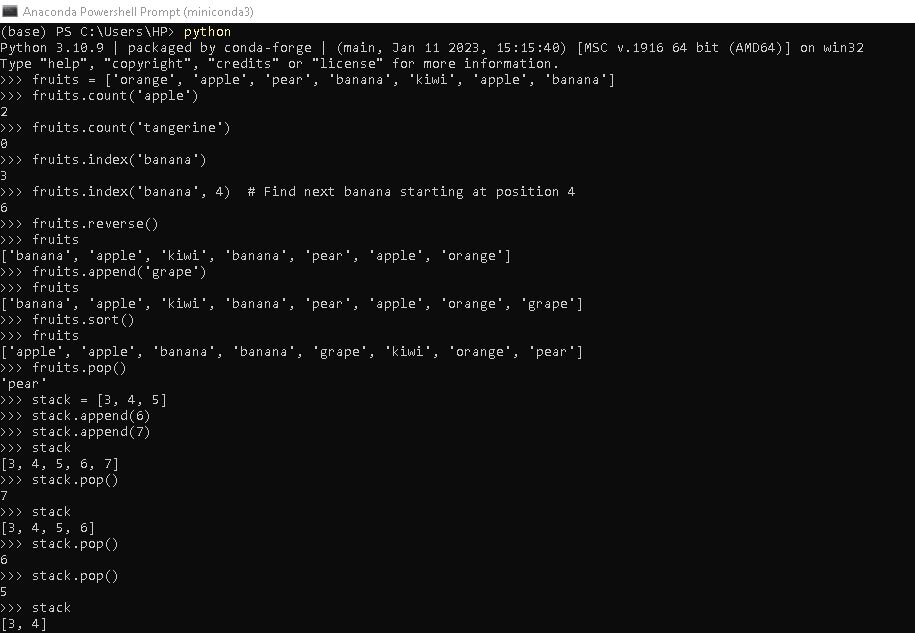 Anaconda Powershell Prompt (miniconda3)
(base) PS C:\Users\HP> python
Python 3.10.9 | packaged by conda-forge | (main, Jan 11 2023, 15:15:40) [MSC v.1916 64 bit (AMD64)] on win32
Type "help", "copyright", "credits" or "license" for more information.
>>> fruits = ['orange', 'apple', 'pear', 'banana', 'kiwi', 'apple', 'banana']
>>> fruits.count('apple')
2
>>> fruits.count('tangerine')
0
>>> fruits.index('banana')
3
>>> fruits.index('banana', 4)  # Find next banana starting at position 4
6
>>> fruits.reverse()
>>> fruits
['banana', 'apple', 'kiwi', 'banana', 'pear', 'apple', 'orange']
>>> fruits.append('grape')
>>> fruits
['banana', 'apple', 'kiwi', 'banana', 'pear', 'apple', 'orange', 'grape']
>>> fruits.sort()
>>> fruits
['apple', 'apple', 'banana', 'banana', 'grape', 'kiwi', 'orange', 'pear']
>>> fruits.pop()
'pear'
>>> stack = [3, 4, 5]
>>> stack.append(6)
>>> stack.append(7)
>>> stack
[3, 4, 5, 6, 7]
>>> stack.pop()
7
>>> stack
[3, 4, 5, 6]
>>> stack.pop()
6
>>> stack.pop()
5
>>> stack
[3, 4]